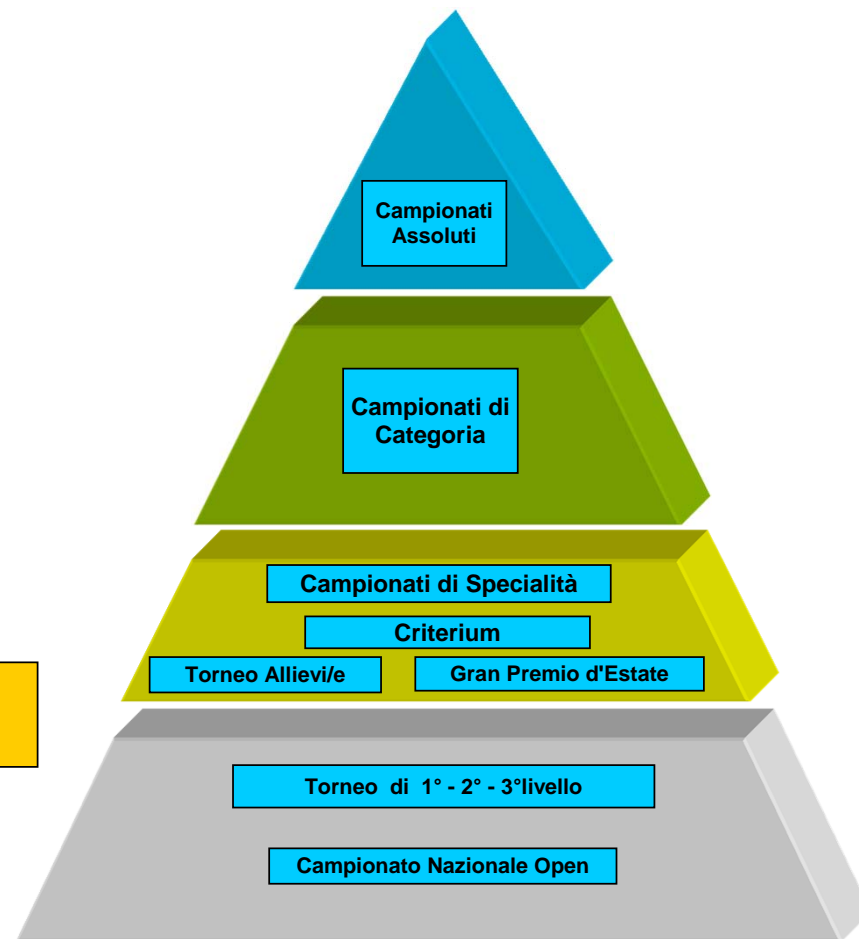 Campionati
Assoluti
Campionati di
Categoria
Campionati di Specialità
Criterium
Torneo Allievi/e
Gran Premio d'Estate
Torneo di 1° - 2° - 3°livello
Campionato Nazionale Open